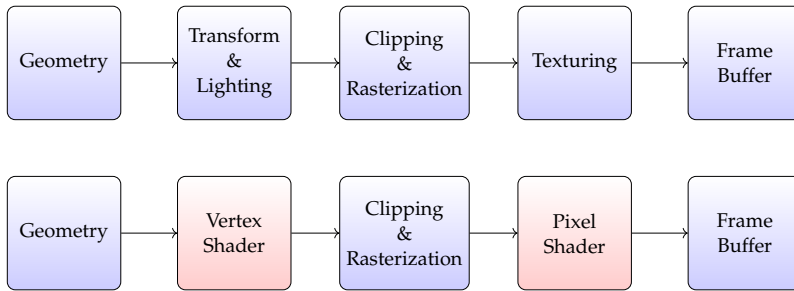 Geometry
Transform
&
Lighting
Clipping
&
Rasterization
Texturing
Frame
Buffer
Geometry
Vertex
Shader
Clipping
&
Rasterization
Pixel
Shader
Frame
Buffer